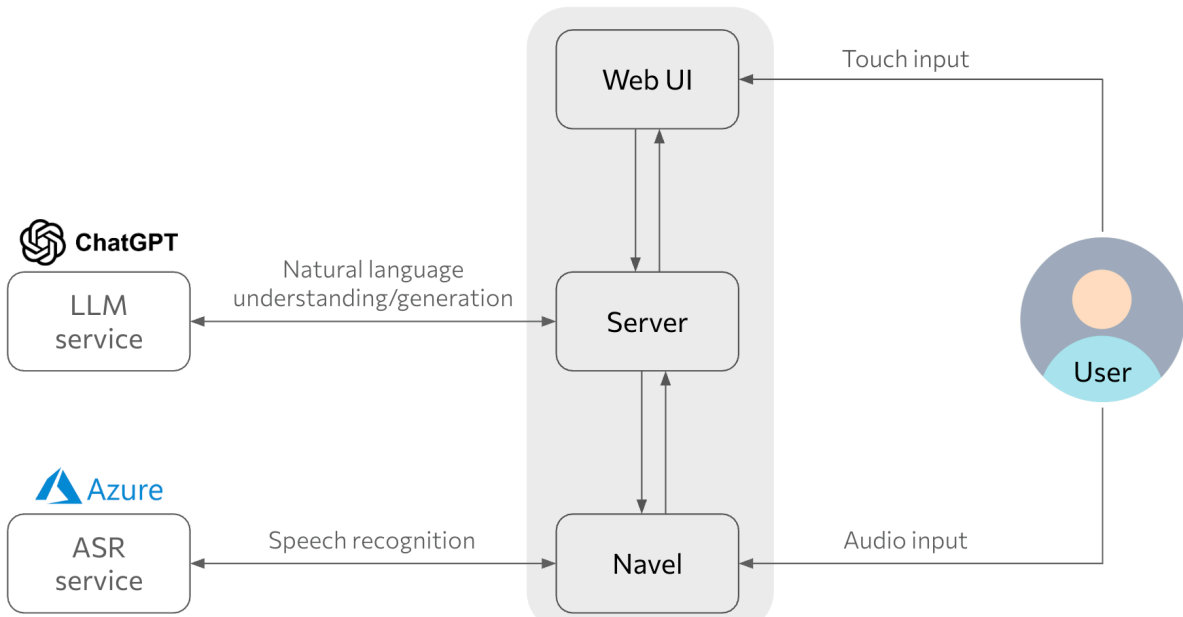 Web UI
Touch input
ChatGPT
LLM
service
Natural language
understanding/generation
Server
User
Azure
ASR
service
Speech recognition
Navel
Audio input